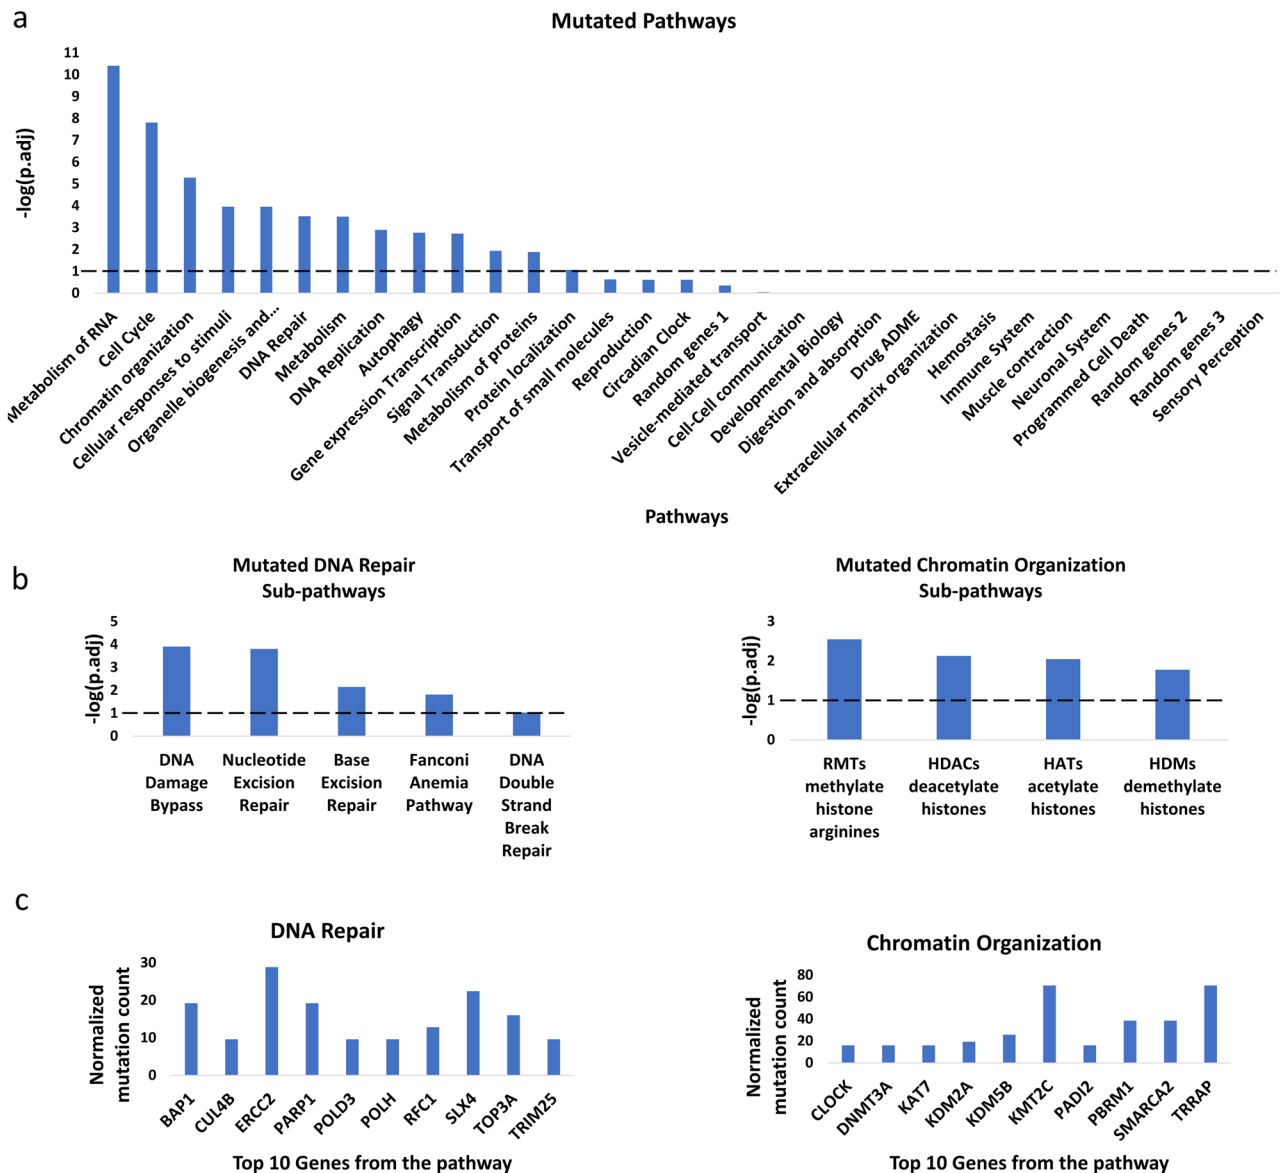 a
Mutated Pathways
-log(p.adj)
11
10
9
8
7
6
5
4
3
2
1
0
Metabolism of RNA
Cell Cycle
Chromatin organization
Cellular responses to stimuli
Organelle biogenesis and...
DNA Repair
Metabolism
DNA Replication
Autophagy
Gene expression Transcription
Signal Transduction
Metabolism of proteins
Protein localization
Transport of small molecules
Reproduction
Circadian Clock
Random genes 1
Vesicle-mediated transport
Cell-Cell communication
Developmental Biology
Digestion and absorption
Drug ADME
Extracellular matrix organization
Hemostasis
Immune System
Muscle contraction
Neuronal System
Programmed Cell Death
Random genes 2
Random genes 3
Sensory Perception
Pathways
b
Mutated DNA Repair
Sub-pathways
-log(p.adj)
5
4
3
2
1
0
DNA
Damage
Bypass
Nucleotide
Excision
Repair
Base
Excision
Repair
Fanconi
Anemia
Pathway
DNA
Double
Strand
Break
Repair
Mutated Chromatin Organization
Sub-pathways
-log(p.adj)
3
2
1
0
RMTs
methylate
histone
arginines
HDACs
deacetylate
histones
HATs
acetylate
histones
HDMs
demethylate
histones
c
DNA Repair
Normalized
mutation count
30
20
10
0
BAP1
CUL4B
ERCC2
PARP1
POLD3
POLH
RFC1
SLX4
TOP3A
TRIM25
Top 10 Genes from the pathway
Chromatin Organization
Normalized
mutation count
80
60
40
20
0
CLOCK
DNMT3A
KAT7
KDM2A
KDM5B
KMT2C
PADI2
PBRM1
SMARCA2
TRRAP
Top 10 Genes from the pathway